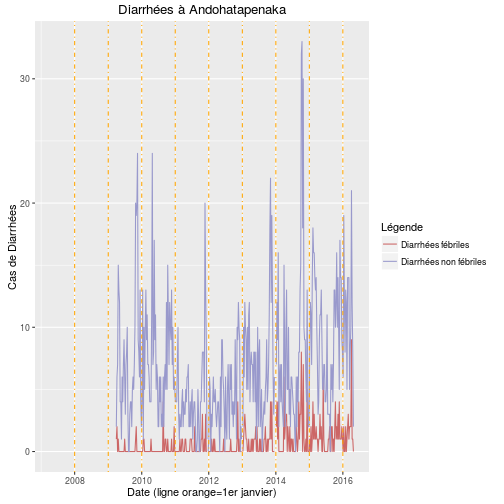 Diarrhées à Andohatapenaka
Cas de Diarrhées
30
20
10
0
2008 2010 2012 2014 2016
Date (ligne orange=1er janvier)
Légende
Diarrhées fébriles
Diarrhées non fébriles